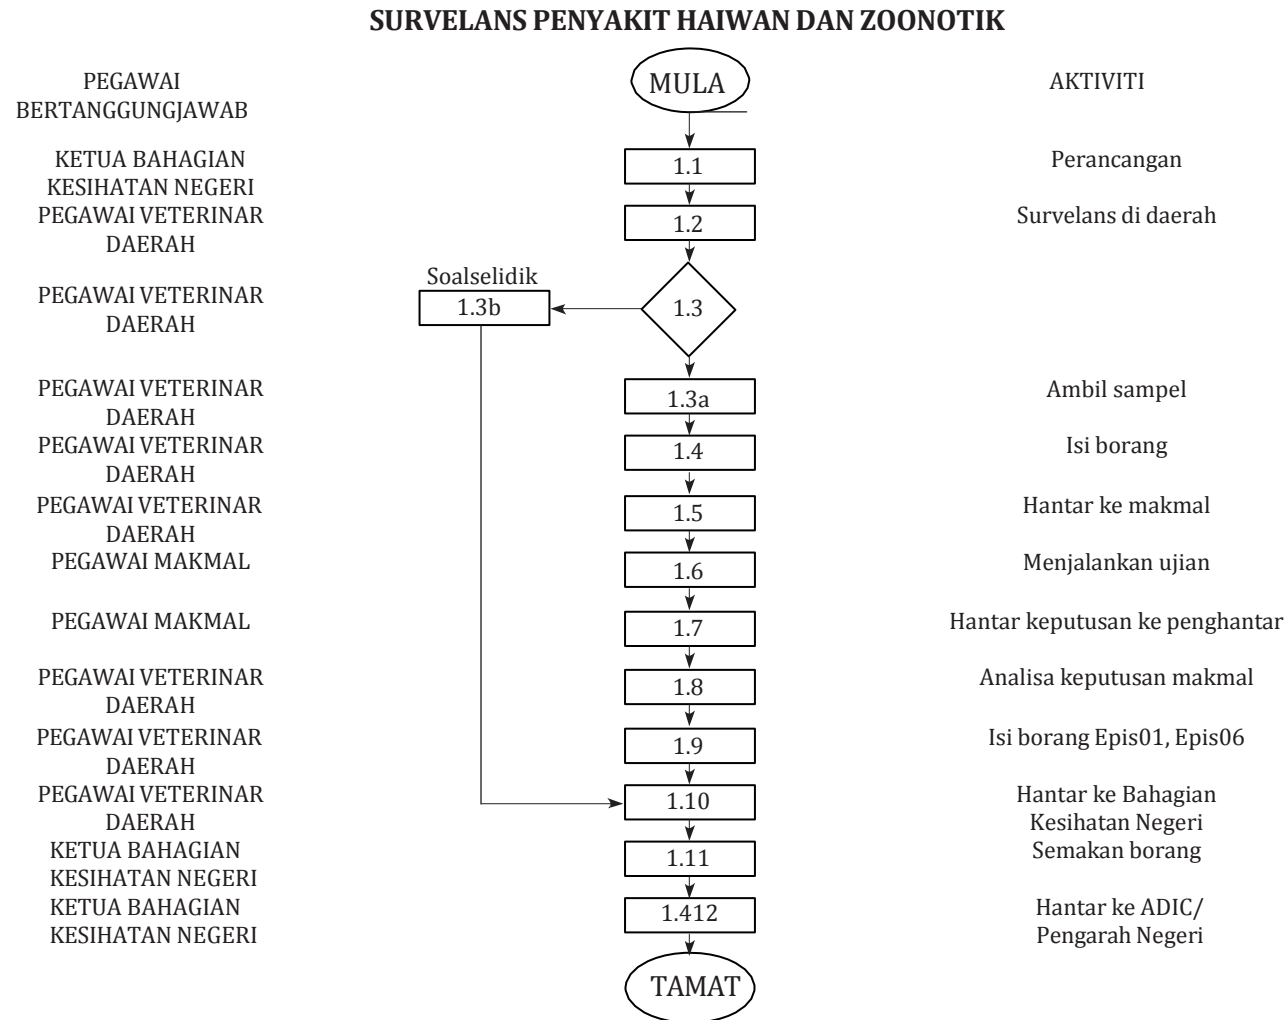 SURVELANS PENYAKIT HAIWAN DAN ZOONOTIK
PEGAWAI
BERTANGGUNGJAWAB
MULA
AKTIVITI
KETUA BAHAGIAN
KESIHATAN NEGERI
1.1
Perancangan
PEGAWAI VETERINAR
DAERAH
1.2
Survelans di daerah
PEGAWAI VETERINAR
DAERAH
Soalselidik
1.3b
1.3
PEGAWAI VETERINAR
DAERAH
1.3a
Ambil sampel
PEGAWAI VETERINAR
DAERAH
1.4
Isi borang
PEGAWAI VETERINAR
DAERAH
1.5
Hantar ke makmal
PEGAWAI MAKMAL
1.6
Menjalankan ujian
PEGAWAI MAKMAL
1.7
Hantar keputusan ke penghantar
PEGAWAI VETERINAR
DAERAH
1.8
Analisa keputusan makmal
PEGAWAI VETERINAR
DAERAH
1.9
Isi borang Epis01, Epis06
PEGAWAI VETERINAR
DAERAH
1.10
Hantar ke Bahagian
Kesihatan Negeri
KETUA BAHAGIAN
KESIHATAN NEGERI
1.11
Semakan borang
KETUA BAHAGIAN
KESIHATAN NEGERI
1.412
Hantar ke ADIC/
Pengarah Negeri
TAMAT